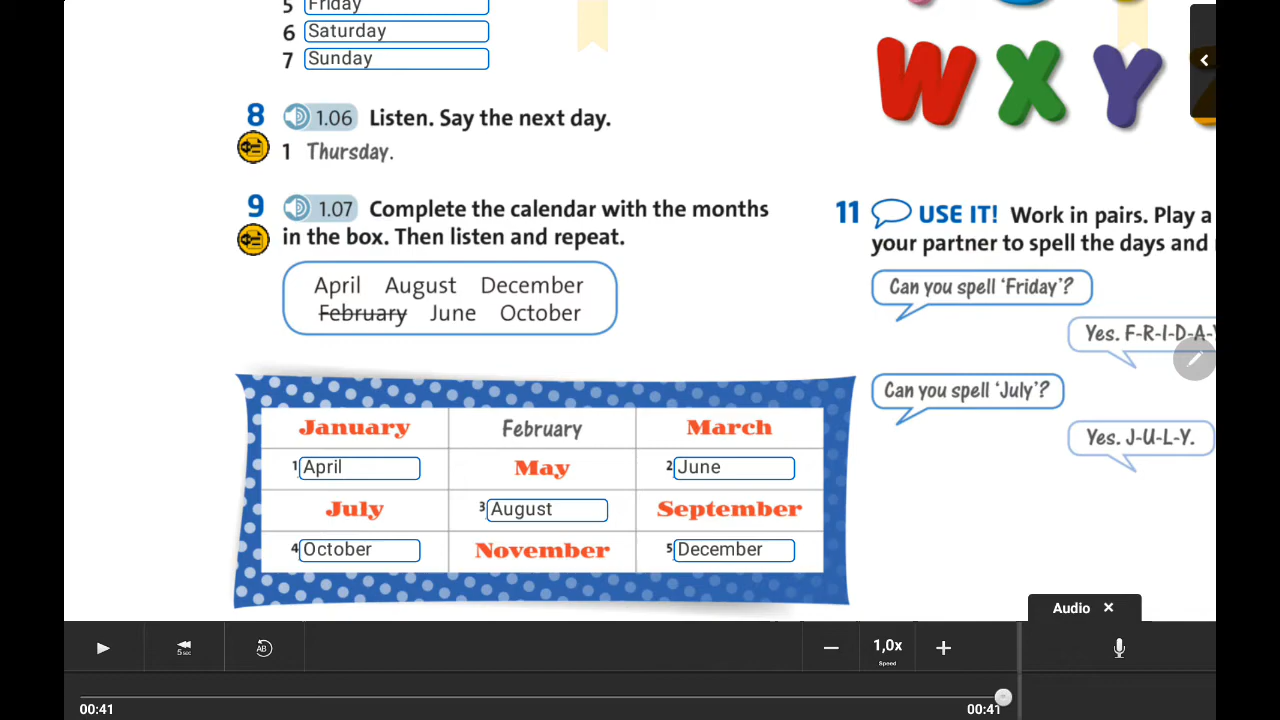 5 Friday
6 Saturday
7 Sunday
W X Y
8 1.06 Listen. Say the next day.
1 Thursday.
9 1.07 Complete the calendar with the months
in the box. Then listen and repeat.
April August December
February June October
January February March
1 April May 2 June
July 3 August September
4 October November 5 December
11 USE IT! Work in pairs. Play a
your partner to spell the days and
Can you spell ‘Friday’?
Yes. F-R-I-D-A-Y
Can you spell ‘July’?
Yes. J-U-L-Y.
Audio ×
5 sec AB − 1,0x +
Speed
00:41 00:41